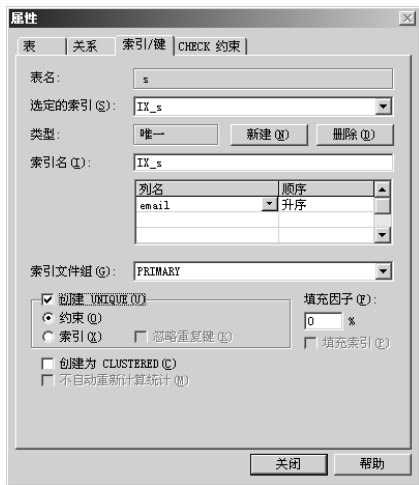 属性
表 关系 索引/键 CHECK 约束
表名: s
选定的索引(S): IX_s
类型: 唯一 新建(N) 删除(D)
索引名(I): IX_s
列名 顺序
email 升序
索引文件组(G): PRIMARY
创建 UNIQUE(U) 填充因子(F):
约束(O) 0 %
索引(X) 忽略重复键(K) 填充索引(P)
创建为 CLUSTERED(C)
不自动重新计算统计(M)
关闭 帮助